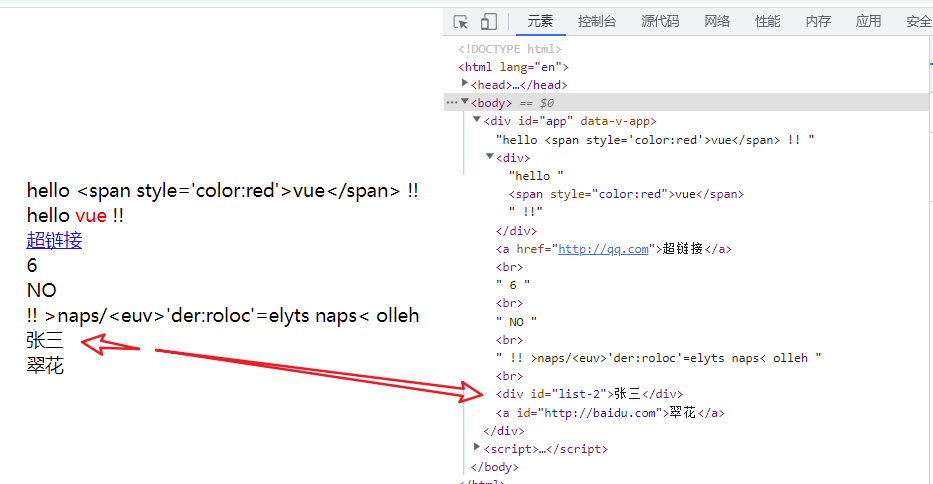 hello <span style='color:red'>vue</span> !!
hello vue !!
超链接
6
NO
!! >naps/<euv>'der:roloc'=elyts naps< olleh
张三
翠花
元素 控制台 源代码 网络 性能 内存 应用 安全
<!DOCTYPE html>
<html lang="en">
<head>…</head>
<body> == $0
<div id="app" data-v-app>
"hello <span style='color:red'>vue</span> !! "
<div>
"hello "
<span style="color:red">vue</span>
" !!"
</div>
<a href="http://qq.com">超链接</a>
<br>
" 6 "
<br>
" NO "
<br>
" !! >naps/<euv>'der:roloc'=elyts naps< olleh "
<br>
<div id="list-2">张三</div>
<a id="http://baidu.com">翠花</a>
</div>
<script>…</script>
</body>
</html>